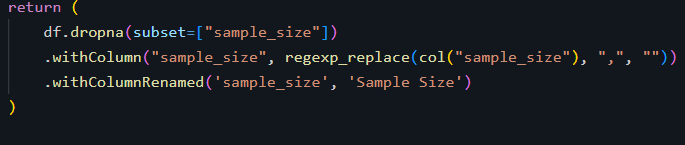 return (
df.dropna(subset=["sample_size"])
.withColumn("sample_size", regexp_replace(col("sample_size"), ",", ""))
.withColumnRenamed('sample_size', 'Sample Size')
)